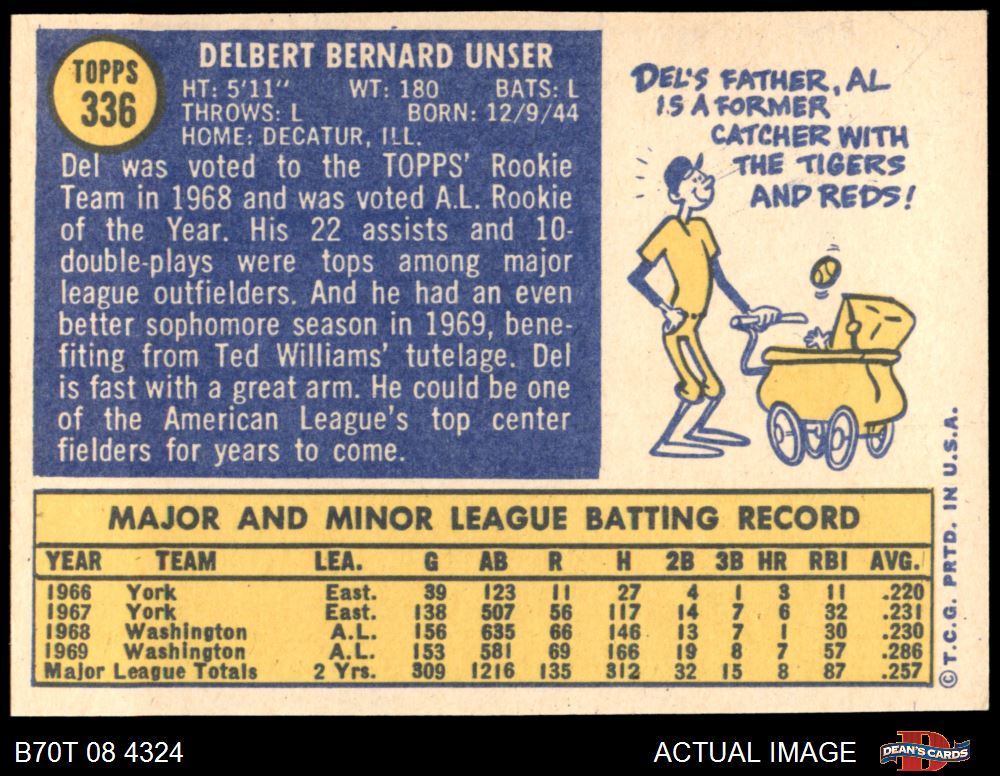 TOPPS
336
DELBERT BERNARD UNSER
HT: 5'11" WT: 180 BATS: L
THROWS: L BORN: 12/9/44
HOME: DECATUR, ILL.
Del was voted to the TOPPS' Rookie
Team in 1968 and was voted A.L. Rookie
of the Year. His 22 assists and 10-
double-plays were tops among major
league outfielders. And he had an even
better sophomore season in 1969, bene-
fiting from Ted Williams' tutelage. Del
is fast with a great arm. He could be one
of the American League's top center
fielders for years to come.
DEL'S FATHER, AL
IS A FORMER
CATCHER WITH
THE TIGERS
AND REDS!
MAJOR AND MINOR LEAGUE BATTING RECORD
YEAR TEAM LEA. G AB R H 2B 3B HR RBI AVG.
1966 York East. 39 123 11 27 4 1 3 11 .220
1967 York East. 138 507 56 117 14 7 6 32 .231
1968 Washington A.L. 156 635 66 146 13 7 1 30 .230
1969 Washington A.L. 153 581 69 166 19 8 7 57 .286
Major League Totals 2 Yrs. 309 1216 135 312 32 15 8 87 .257
© T.C.G. PRTD. IN U.S.A.
B70T 08 4324
ACTUAL IMAGE
D
DEAN'S CARDS